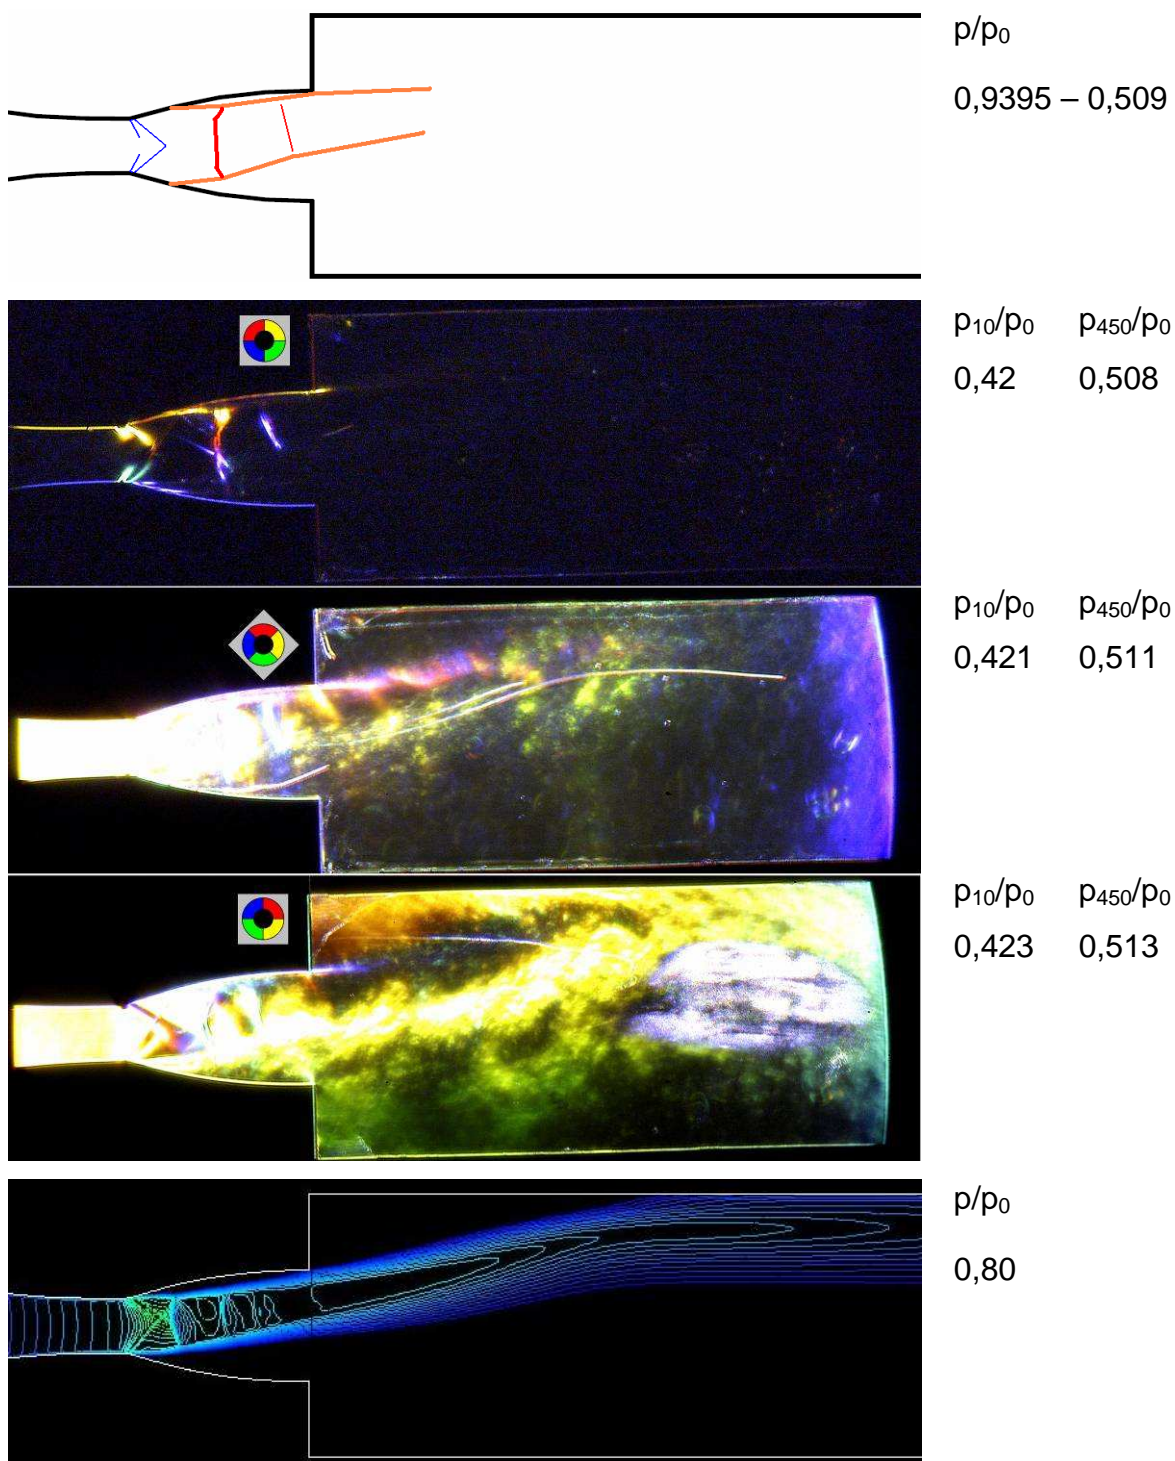 p/p₀
0,9395 – 0,509
p₁₀/p₀ p₄₅₀/p₀
0,42 0,508
p₁₀/p₀ p₄₅₀/p₀
0,421 0,511
p₁₀/p₀ p₄₅₀/p₀
0,423 0,513
p/p₀
0,80